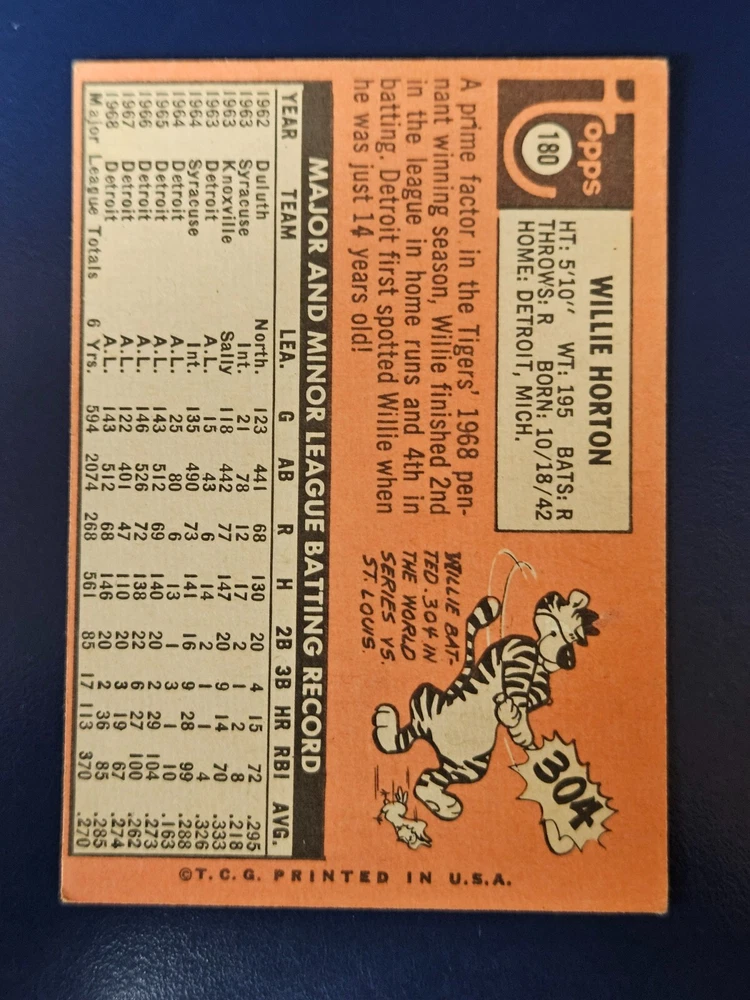 Topps
180
WILLIE HORTON
HT: 5'10" WT: 195 BATS: R
THROWS: R BORN: 10/18/42
HOME: DETROIT, MICH.
A prime factor in the Tigers' 1968 pen-
nant winning season, Willie finished 2nd
in the league in home runs and 4th in
batting. Detroit first spotted Willie when
he was just 14 years old!
WILLIE BAT-
TED .304 IN
THE WORLD
SERIES VS.
ST. LOUIS.
304
MAJOR AND MINOR LEAGUE BATTING RECORD
YEAR TEAM LEA. G AB R H 2B 3B HR RBI AVG.
1962 Duluth North. 123 441 68 130 20 4 15 72 .295
1963 Syracuse Int. 21 78 12 17 2 1 2 8 .218
1963 Knoxville Sally 118 442 77 147 20 9 14 70 .333
1963 Detroit A.L. 15 43 6 14 2 1 1 4 .326
1964 Syracuse Int. 135 490 73 141 16 9 28 99 .288
1964 Detroit A.L. 25 80 6 13 1 3 1 10 .163
1965 Detroit A.L. 143 512 69 140 20 2 29 104 .273
1966 Detroit A.L. 146 526 72 138 22 6 27 100 .262
1967 Detroit A.L. 122 401 47 110 20 3 19 67 .274
1968 Detroit A.L. 143 512 68 146 20 2 36 85 .285
Major League Totals 6 Yrs. 594 2074 268 561 85 17 113 370 .270
©T.C.G. PRINTED IN U.S.A.